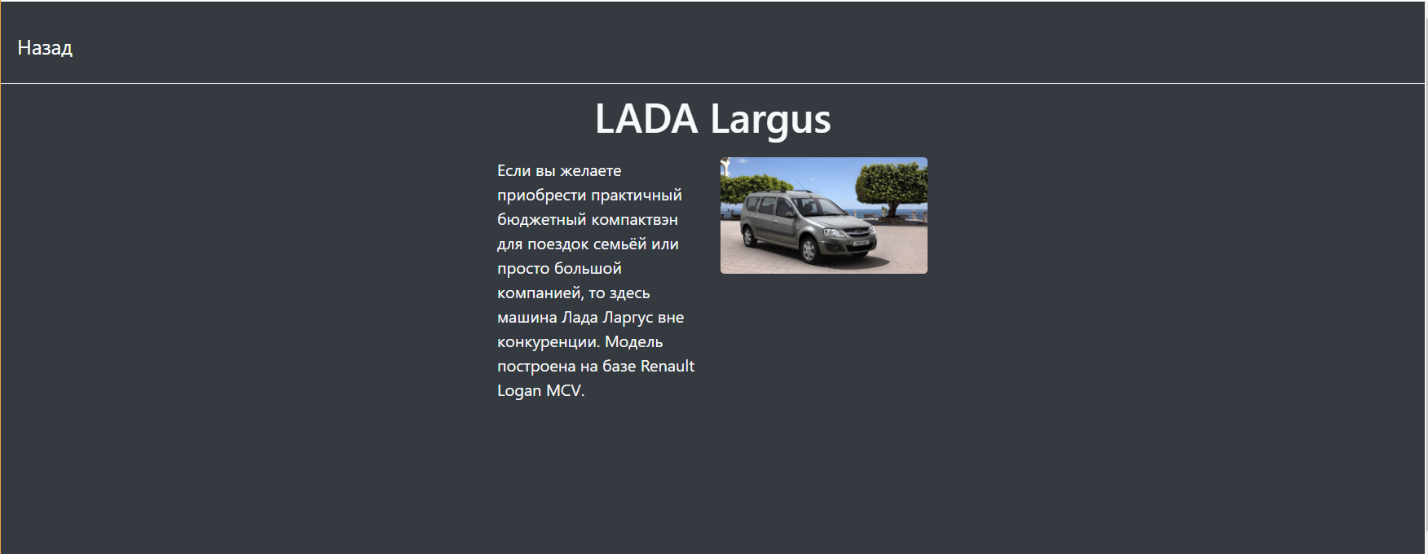 Назад
LADA Largus
Если вы желаете
приобрести практичный
бюджетный компактвэн
для поездок семьёй или
просто большой
компанией, то здесь
машина Лада Ларгус вне
конкуренции. Модель
построена на базе Renault
Logan MCV.